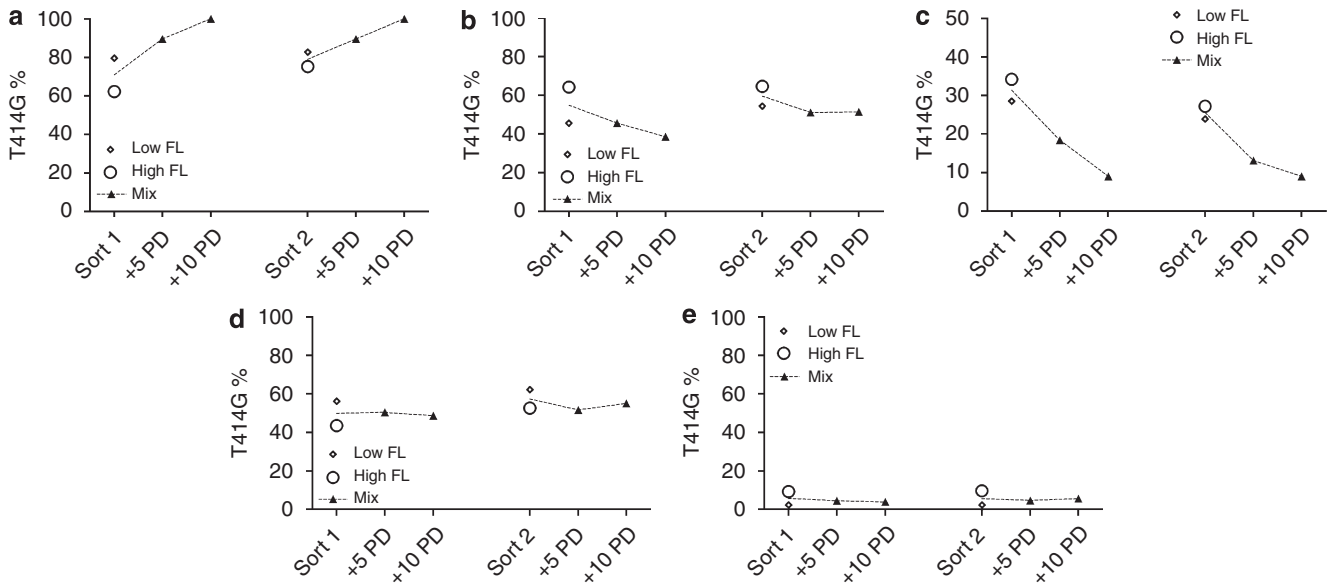 a
T414G %
100
80
60
40
20
0
Low FL
High FL
Mix
Sort 1
+5 PD
+10 PD
Sort 2
+5 PD
+10 PD
b
T414G %
100
80
60
40
20
0
Low FL
High FL
Mix
Sort 1
+5 PD
+10 PD
Sort 2
+5 PD
+10 PD
c
T414G %
50
40
30
20
10
0
Low FL
High FL
Mix
Sort 1
+5 PD
+10 PD
Sort 2
+5 PD
+10 PD
d
T414G %
100
80
60
40
20
0
Low FL
High FL
Mix
Sort 1
+5 PD
+10 PD
Sort 2
+5 PD
+10 PD
e
T414G %
100
80
60
40
20
0
Low FL
High FL
Mix
Sort 1
+5 PD
+10 PD
Sort 2
+5 PD
+10 PD